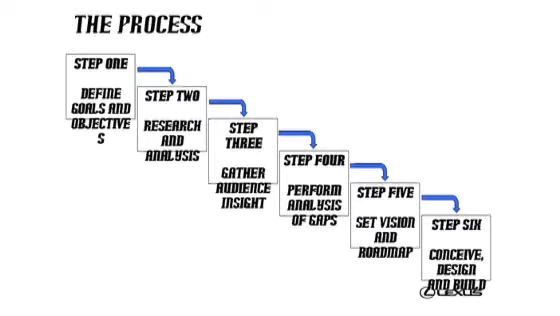 THE PROCESS
STEP ONE
DEFINE
GOALS AND
OBJECTIVE
S
STEP TWO
RESEARCH
AND
ANALYSIS
STEP
THREE
GATHER
AUDIENCE
INSIGHT
STEP FOUR
PERFORM
ANALYSIS
OF GAPS
STEP FIVE
SET VISION
AND
ROADMAP
STEP SIX
CONCEIVE,
DESIGN
AND BUILD
LEXUS